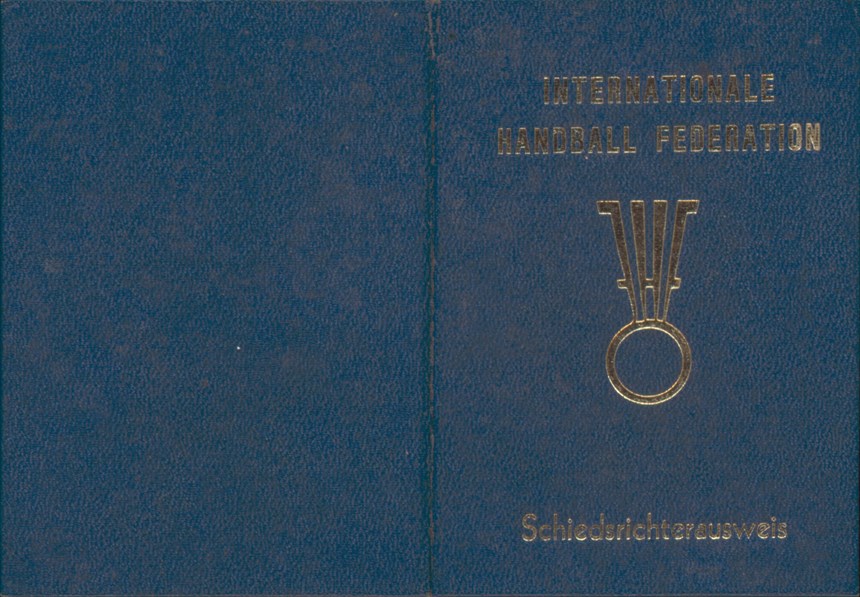 INTERNATIONALE
HANDBALL FEDERATION
Schiedsrichterausweis